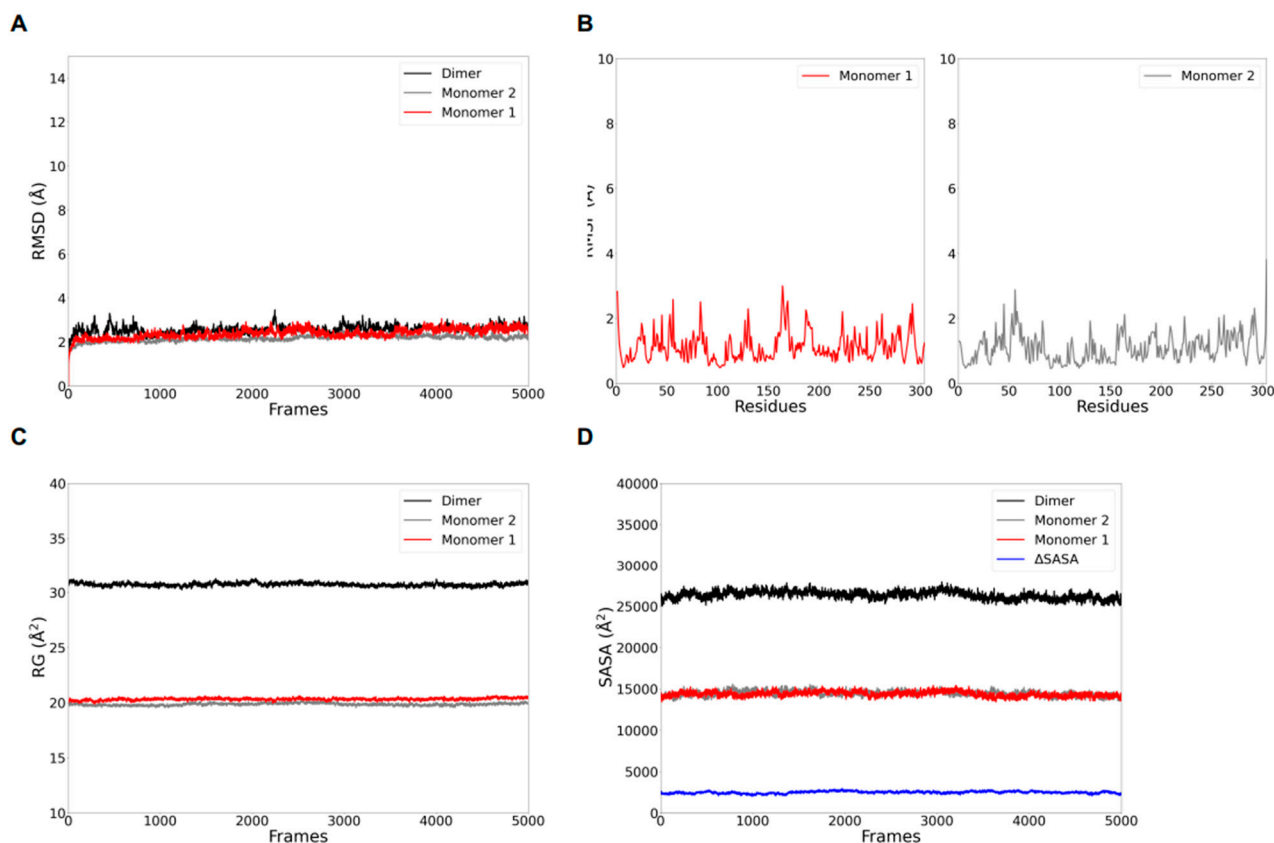 A
14
12
10
8
6
4
2
0
RMSD (Å)
Dimer
Monomer 2
Monomer 1
0
1000
2000
3000
4000
5000
Frames
B
10
8
6
4
2
0
Monomer 1
0
50
100
150
200
250
300
Residues
10
8
6
4
2
0
Monomer 2
0
50
100
150
200
250
300
Residues
C
40
35
30
25
20
15
10
RG (Å²)
Dimer
Monomer 2
Monomer 1
0
1000
2000
3000
4000
5000
Frames
D
40000
35000
30000
25000
20000
15000
10000
5000
0
SASA (Å²)
Dimer
Monomer 2
Monomer 1
ΔSASA
0
1000
2000
3000
4000
5000
Frames